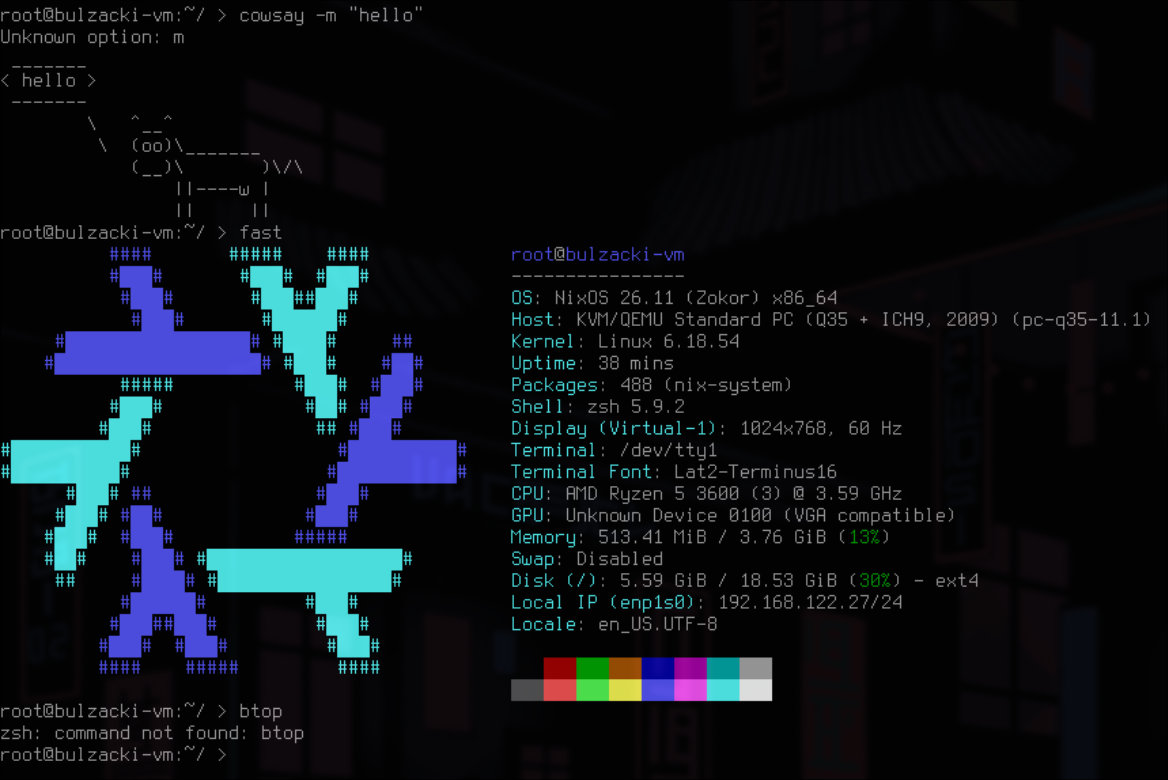 root@bulzacki-vm:~/ > cowsay -m "hello"
Unknown option: m
 _______
< hello >
 -------
        \   ^__^
         \  (oo)\_______
            (__)\       )\/\
                ||----w |
                ||     ||
root@bulzacki-vm:~/ > fast
root@bulzacki-vm
----------------
OS: NixOS 26.11 (Zokor) x86_64
Host: KVM/QEMU Standard PC (Q35 + ICH9, 2009) (pc-q35-11.1)
Kernel: Linux 6.18.54
Uptime: 38 mins
Packages: 488 (nix-system)
Shell: zsh 5.9.2
Display (Virtual-1): 1024x768, 60 Hz
Terminal: /dev/tty1
Terminal Font: Lat2-Terminus16
CPU: AMD Ryzen 5 3600 (3) @ 3.59 GHz
GPU: Unknown Device 0100 (VGA compatible)
Memory: 513.41 MiB / 3.76 GiB (13%)
Swap: Disabled
Disk (/): 5.59 GiB / 18.53 GiB (30%) - ext4
Local IP (enp1s0): 192.168.122.27/24
Locale: en_US.UTF-8
root@bulzacki-vm:~/ > btop
zsh: command not found: btop
root@bulzacki-vm:~/ >